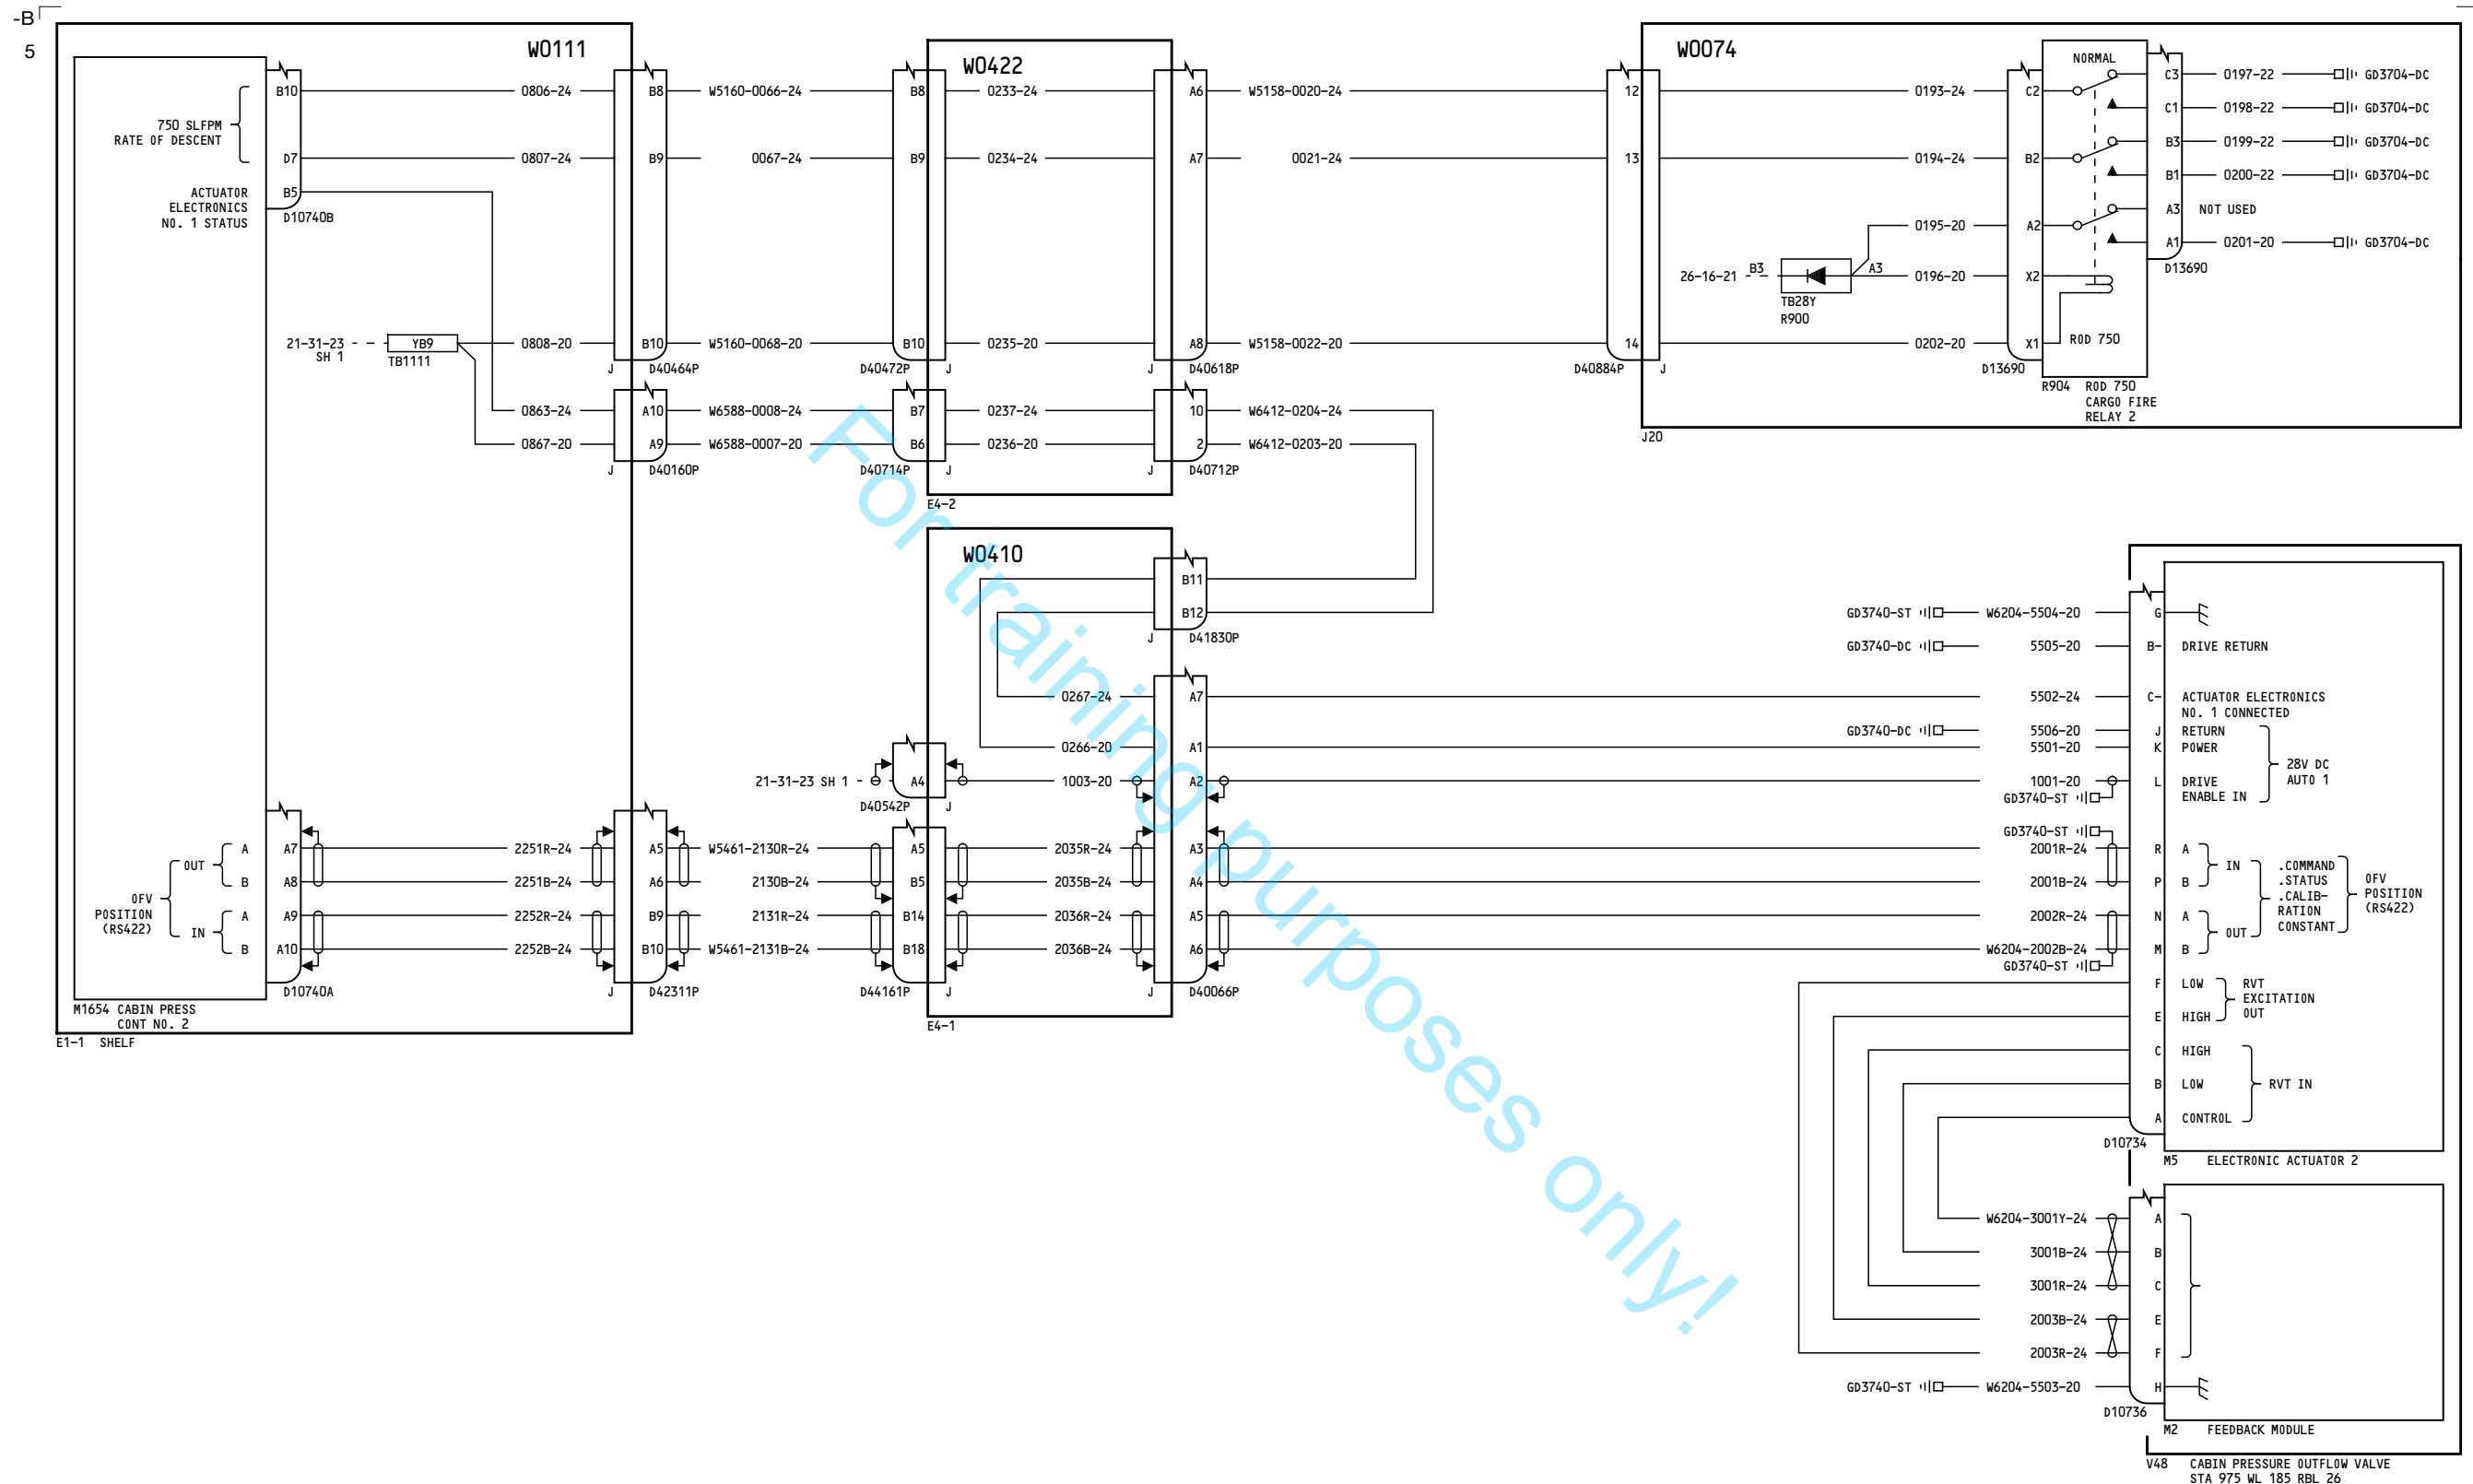 -B
5
W0111
W0422
W0074
750 SLFPM
RATE OF DESCENT
ACTUATOR
ELECTRONICS
NO. 1 STATUS
B10
D7
B5
D10740B
0806-24
0807-24
B8
B9
W5160-0066-24
0067-24
B8
B9
0233-24
0234-24
A6
A7
W5158-0020-24
0021-24
12
13
0193-24
0194-24
0195-20
0196-20
C2
B2
A2
X2
NORMAL
C3
C1
B3
B1
A3
A1
0197-22
0198-22
0199-22
0200-22
NOT USED
0201-20
GD3704-DC
GD3704-DC
GD3704-DC
GD3704-DC
GD3704-DC
D13690
26-16-21
B3
A3
TB28Y
R900
21-31-23
SH 1
YB9
TB1111
0808-20
B10
W5160-0068-20
B10
0235-20
A8
W5158-0022-20
14
0202-20
X1
ROD 750
J
D40464P
D40472P
J
J
D40618P
D40884P
J
D13690
R904
ROD 750
CARGO FIRE
RELAY 2
J20
0863-24
0867-20
A10
A9
W6588-0008-24
W6588-0007-20
B7
B6
0237-24
0236-20
10
2
W6412-0204-24
W6412-0203-20
J
D40160P
D40714P
J
J
D40712P
E4-2
W0410
B11
B12
J
D41830P
0267-24
0266-20
A7
A1
21-31-23 SH 1
A4
1003-20
A2
D40542P
J
OFV
POSITION
(RS422)
OUT
IN
A
B
A
B
A7
A8
A9
A10
D10740A
2251R-24
2251B-24
2252R-24
2252B-24
A5
A6
B9
B10
J
D42311P
W5461-2130R-24
2130B-24
2131R-24
W5461-2131B-24
A5
B5
B14
B18
D44161P
J
2035R-24
2035B-24
2036R-24
2036B-24
A3
A4
A5
A6
J
D40066P
E4-1
M1654 CABIN PRESS
CONT NO. 2
E1-1 SHELF
GD3740-ST
W6204-5504-20
G
GD3740-DC
5505-20
B-
DRIVE RETURN
5502-24
C-
ACTUATOR ELECTRONICS
NO. 1 CONNECTED
GD3740-DC
5506-20
J
RETURN
5501-20
K
POWER
1001-20
L
DRIVE
ENABLE IN
28V DC
AUTO 1
GD3740-ST
GD3740-ST
2001R-24
R
A
2001B-24
P
B
IN
2002R-24
N
A
W6204-2002B-24
M
B
OUT
GD3740-ST
.COMMAND
.STATUS
.CALIB-
RATION
CONSTANT
OFV
POSITION
(RS422)
F
LOW
E
HIGH
RVT
EXCITATION
OUT
C
HIGH
B
LOW
A
CONTROL
RVT IN
D10734
M5
ELECTRONIC ACTUATOR 2
W6204-3001Y-24
A
3001B-24
B
3001R-24
C
2003B-24
E
2003R-24
F
GD3740-ST
W6204-5503-20
H
D10736
M2
FEEDBACK MODULE
V48
CABIN PRESSURE OUTFLOW VALVE
STA 975 WL 185 RBL 26
For training purposes only!